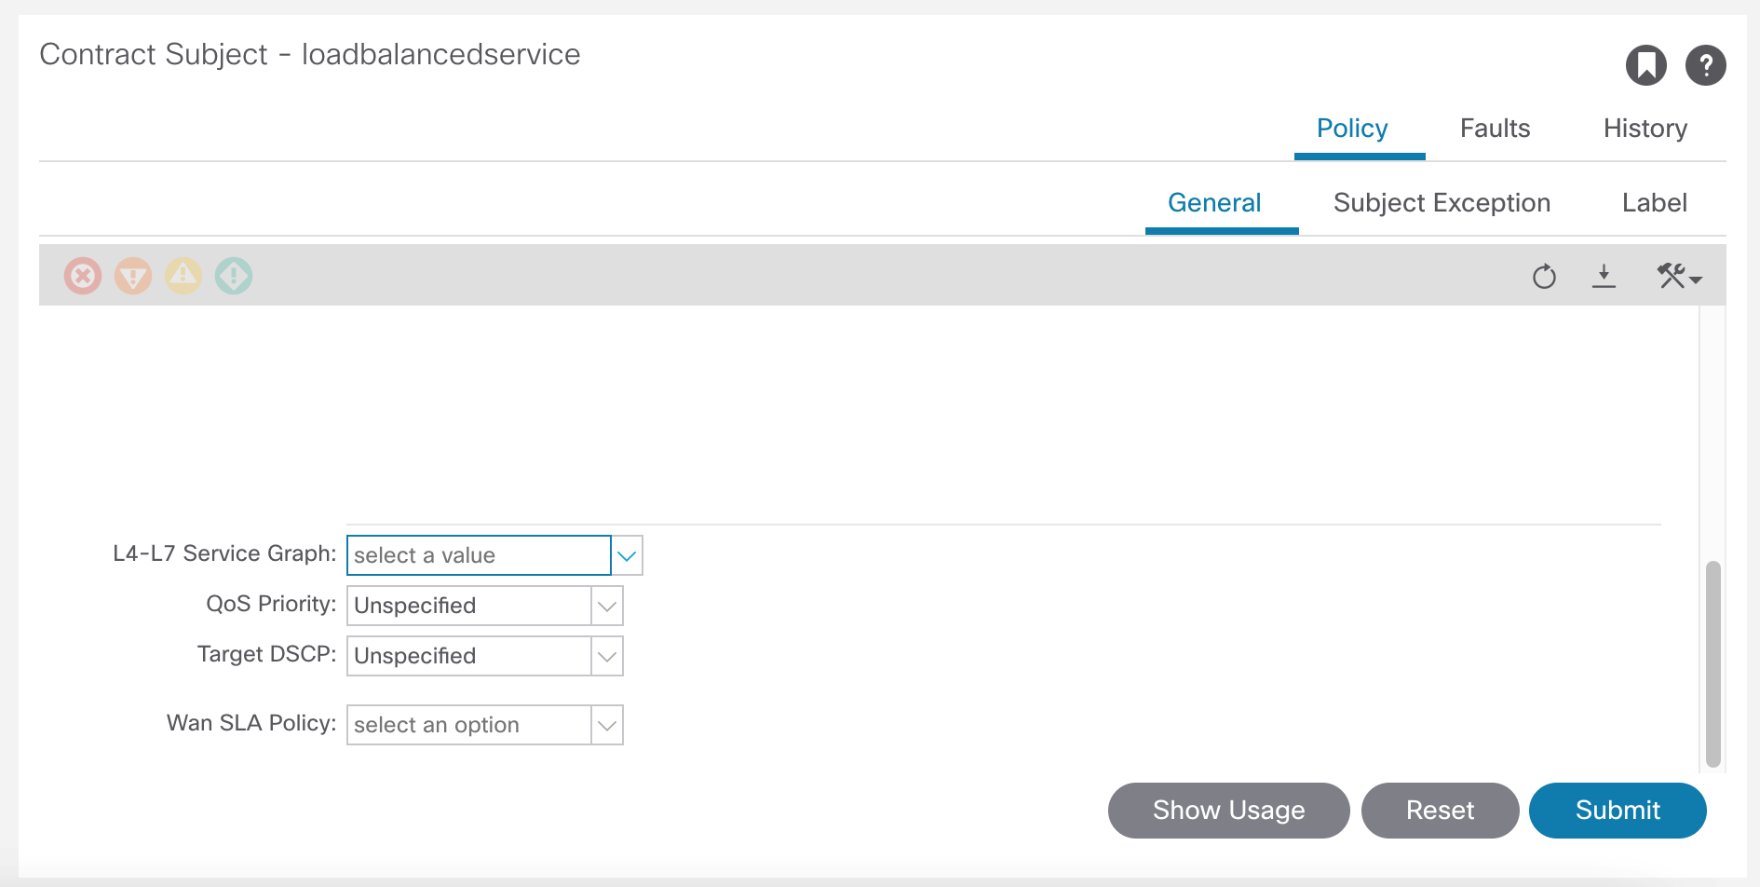 Contract Subject - loadbalancedservice
Policy Faults History
General Subject Exception Label
L4-L7 Service Graph: select a value
QoS Priority: Unspecified
Target DSCP: Unspecified
Wan SLA Policy: select an option
Show Usage Reset Submit